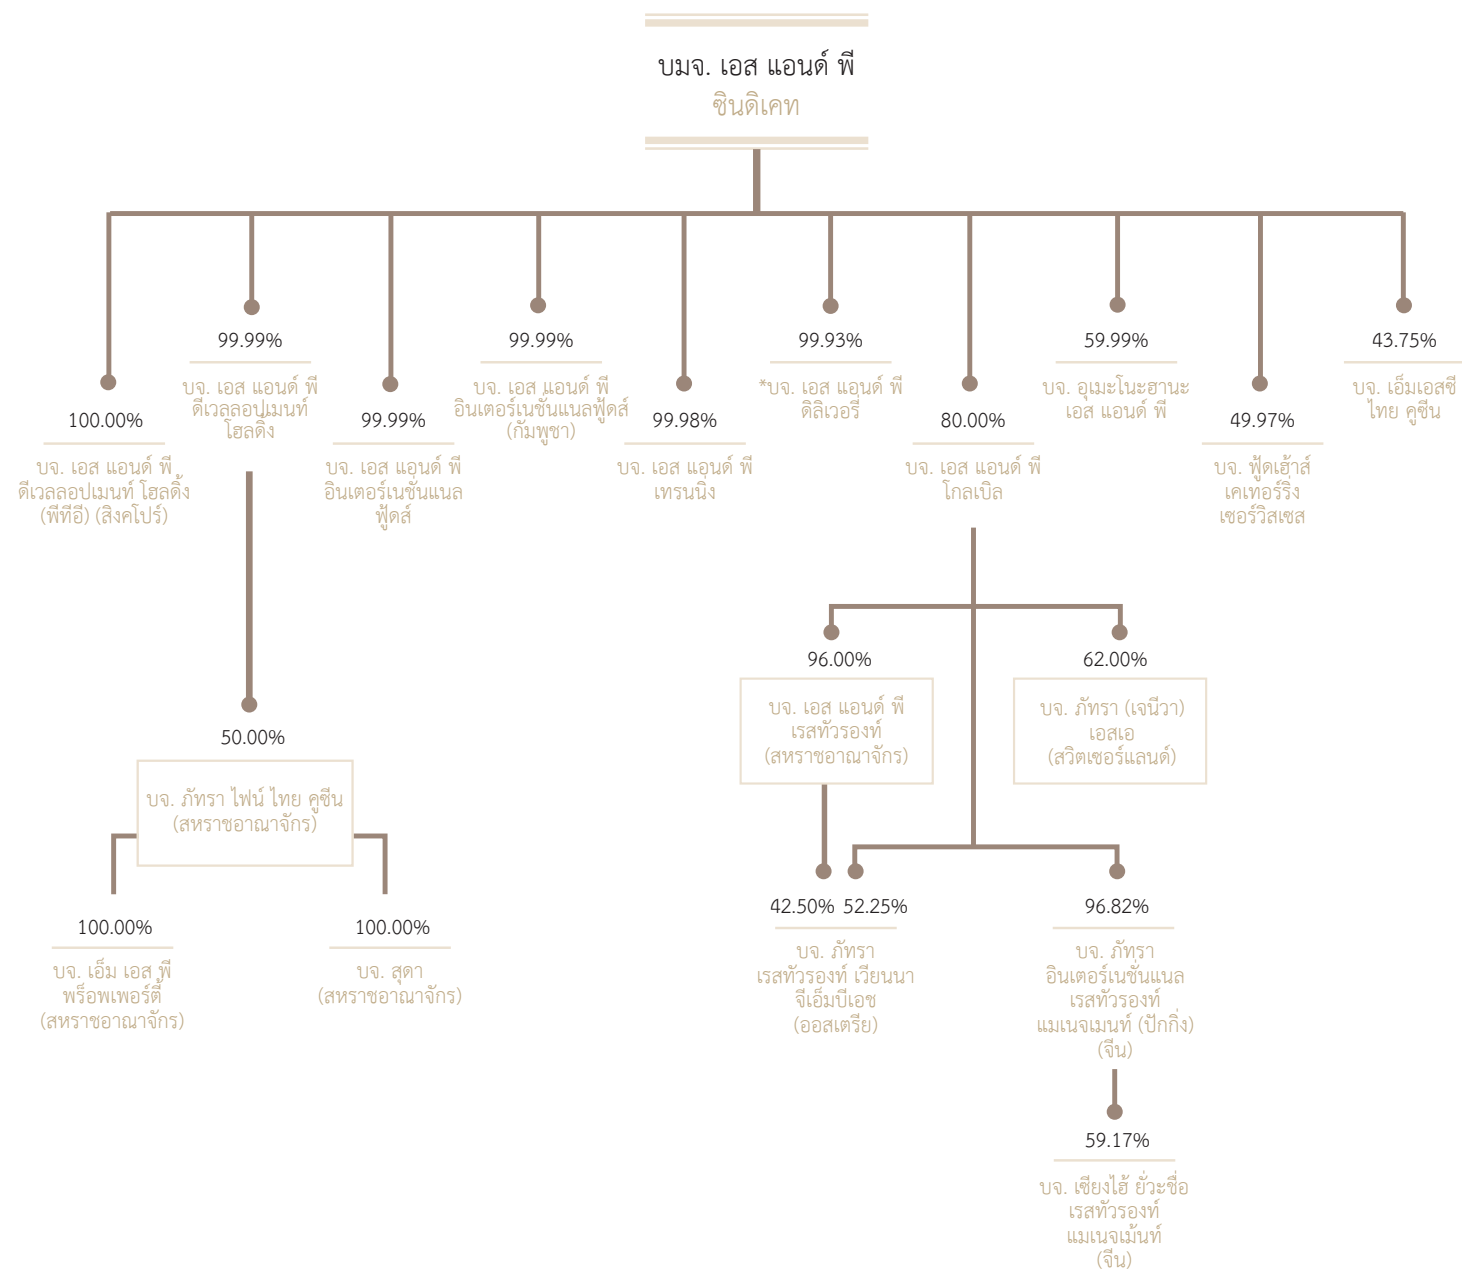 บมจ. เอส แอนด์ พี
ซินดิเคท
100.00%
บจ. เอส แอนด์ พี
ดีเวลลอปเมนท์ โฮลดิ้ง
(พีทีอี) (สิงคโปร์)
99.99%
บจ. เอส แอนด์ พี
ดีเวลลอปเมนท์
โฮลดิ้ง
99.99%
บจ. เอส แอนด์ พี
อินเตอร์เนชั่นแนล
ฟู้ดส์
99.99%
บจ. เอส แอนด์ พี
อินเตอร์เนชั่นแนลฟู้ดส์
(กัมพูชา)
99.98%
บจ. เอส แอนด์ พี
เทรนนิ่ง
99.93%
*บจ. เอส แอนด์ พี
ดิลิเวอรี่
80.00%
บจ. เอส แอนด์ พี
โกลเบิล
59.99%
บจ. อุเมะโนะฮานะ
เอส แอนด์ พี
49.97%
บจ. ฟู้ดเฮ้าส์
เคเทอร์ริ่ง
เซอร์วิสเซส
43.75%
บจ. เอ็มเอสซี
ไทย คูซีน
50.00%
บจ. ภัทรา ไฟน์ ไทย คูซีน
(สหราชอาณาจักร)
100.00%
บจ. เอ็ม เอส พี
พร็อพเพอร์ตี้
(สหราชอาณาจักร)
100.00%
บจ. สุดา
(สหราชอาณาจักร)
96.00%
บจ. เอส แอนด์ พี
เรสทัวรองท์
(สหราชอาณาจักร)
62.00%
บจ. ภัทรา (เจนีวา)
เอสเอ
(สวิตเซอร์แลนด์)
42.50% 52.25%
บจ. ภัทรา
เรสทัวรองท์ เวียนนา
จีเอ็มบีเอช
(ออสเตรีย)
96.82%
บจ. ภัทรา
อินเตอร์เนชั่นแนล
เรสทัวรองท์
แมเนจเมนท์ (ปักกิ่ง)
(จีน)
59.17%
บจ. เซียงไฮ้ ยั่วะชื่อ
เรสทัวรองท์
แมเนจเม้นท์
(จีน)